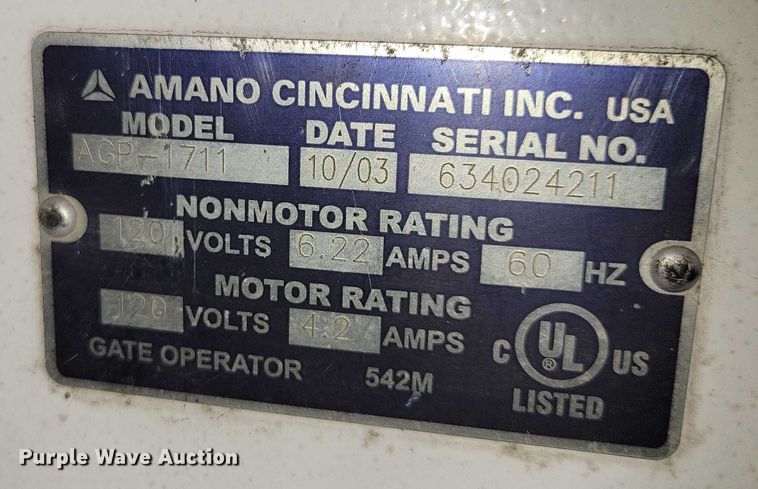 AMANO CINCINNATI INC. USA
MODEL DATE SERIAL NO.
AGP-1711 10/03 634024211
NONMOTOR RATING
120 VOLTS 6.22 AMPS 60 HZ
MOTOR RATING
120 VOLTS 4.2 AMPS
GATE OPERATOR 542M
C UL ® US
LISTED
Purple Wave Auction